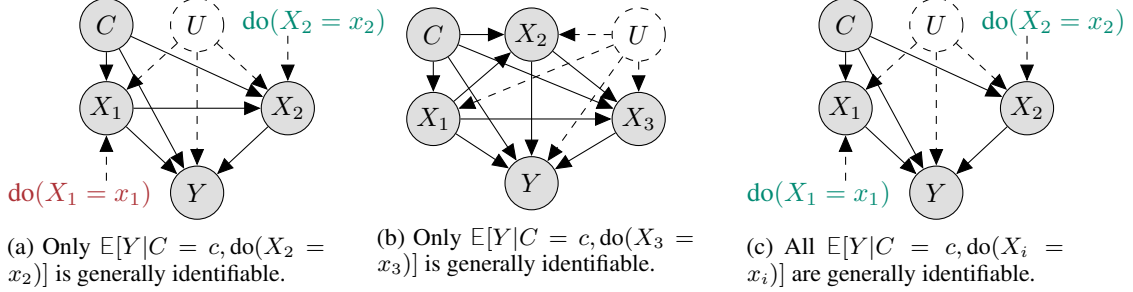 C
U
do(X₂ = x₂)
X₁
X₂
Y
do(X₁ = x₁)
(a) Only 𝔼[Y|C = c, do(X₂ =
x₂)] is generally identifiable.
C
X₂
U
X₁
X₃
Y
(b) Only 𝔼[Y|C = c, do(X₃ =
x₃)] is generally identifiable.
C
U
do(X₂ = x₂)
X₁
X₂
Y
do(X₁ = x₁)
(c) All 𝔼[Y|C = c, do(Xᵢ =
xᵢ)] are generally identifiable.